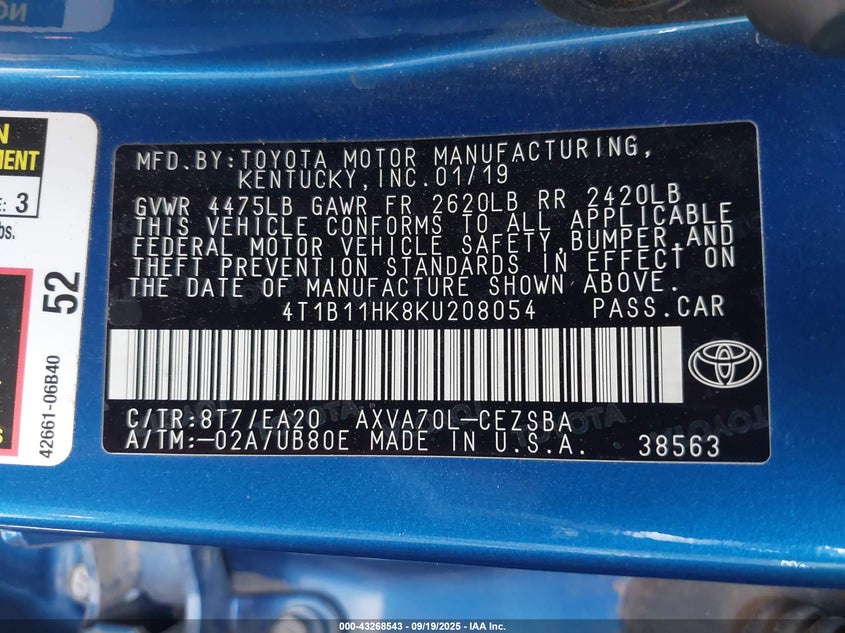 MFD.BY:TOYOTA MOTOR MANUFACTURING,
KENTUCKY,INC.01/19
GVWR 4475LB GAWR FR 2620LB RR 2420LB
THIS VEHICLE CONFORMS TO ALL APPLICABLE
FEDERAL MOTOR VEHICLE SAFETY,BUMPER,AND
THEFT PREVENTION STANDARDS IN EFFECT ON
THE DATE OF MANUFACTURE SHOWN ABOVE.
4T1B11HK8KU208054 PASS.CAR
C/TR:8T7/EA20 AXVA70L-CEZSBA
A/TM:-02A/UB80E MADE IN U.S.A. 38563
: 3
52
42661-06B40
000-43268543 - 09/19/2025 - IAA Inc.